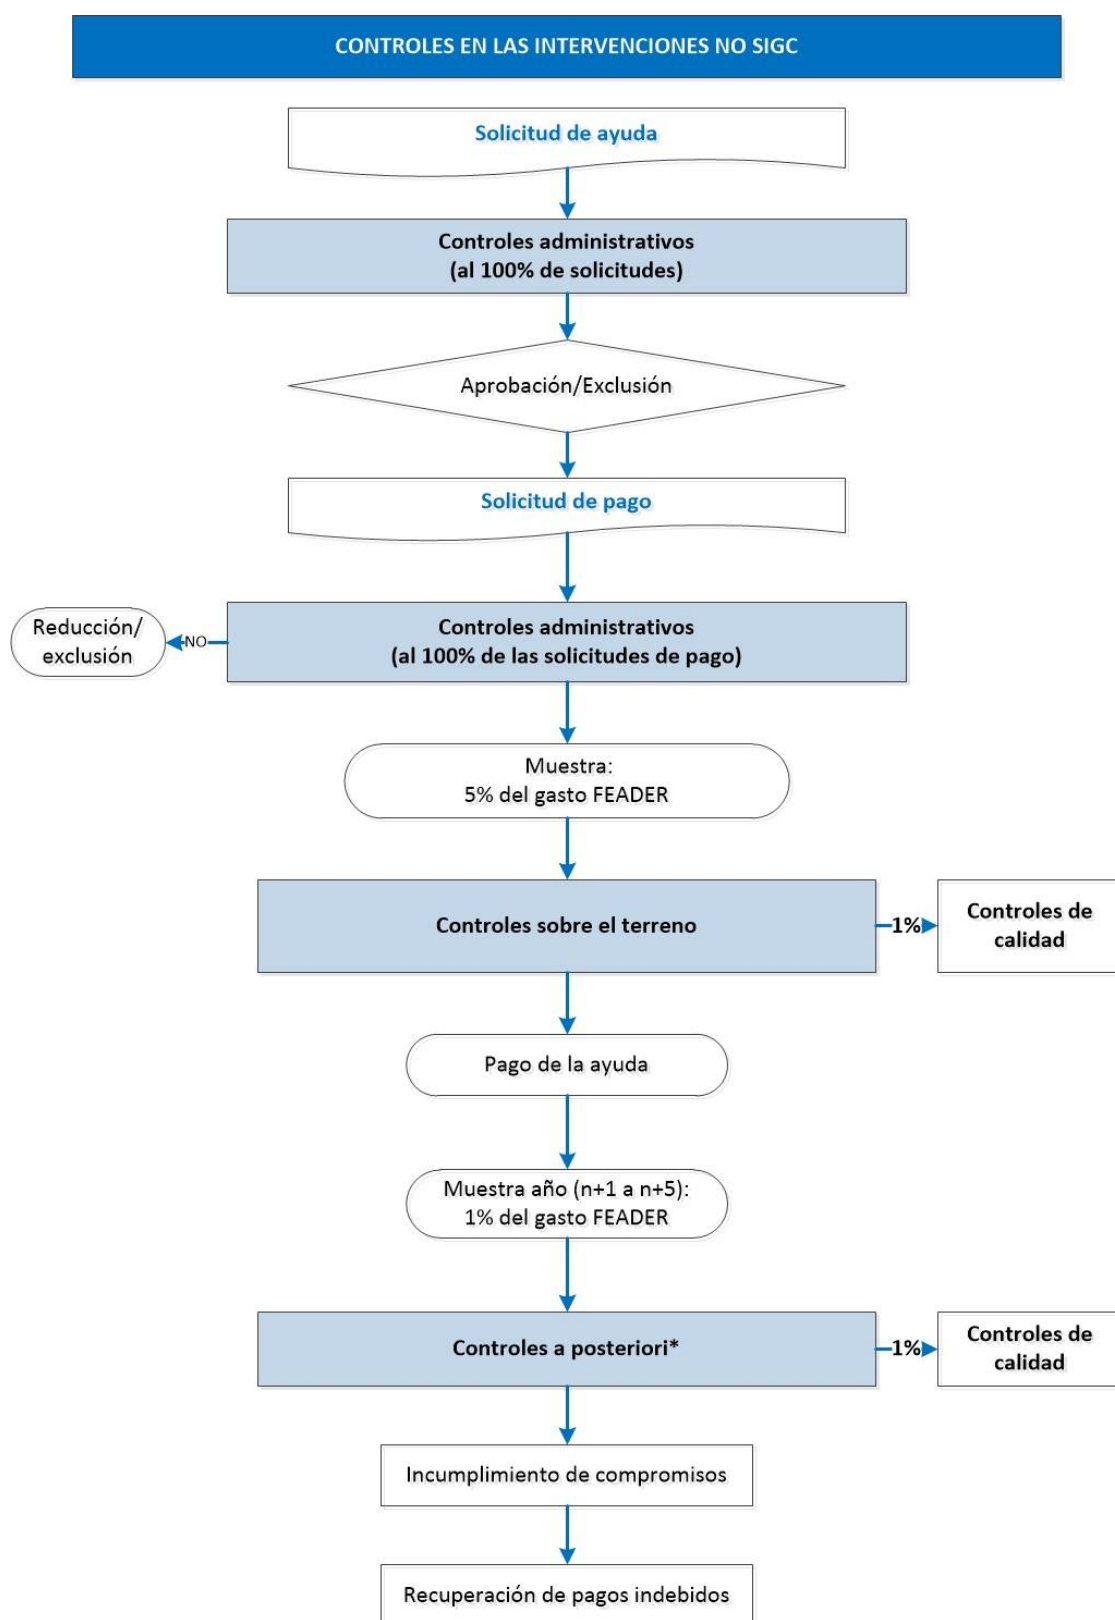 CONTROLES EN LAS INTERVENCIONES NO SIGC
Solicitud de ayuda
Controles administrativos
(al 100% de solicitudes)
Aprobación/Exclusión
Solicitud de pago
Reducción/
exclusión
NO
Controles administrativos
(al 100% de las solicitudes de pago)
Muestra:
5% del gasto FEADER
Controles sobre el terreno
1%
Controles de
calidad
Pago de la ayuda
Muestra año (n+1 a n+5):
1% del gasto FEADER
Controles a posteriori*
1%
Controles de
calidad
Incumplimiento de compromisos
Recuperación de pagos indebidos